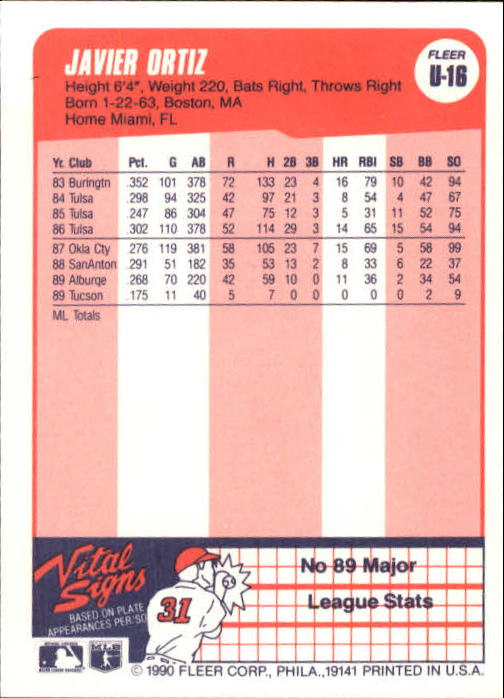 JAVIER ORTIZ
FLEER
U-16
Height 6'4", Weight 220, Bats Right, Throws Right
Born 1-22-63, Boston, MA
Home Miami, FL
Yr. Club Pct. G AB R H 2B 3B HR RBI SB BB SO
83 Buringtn .352 101 378 72 133 23 4 16 79 10 42 94
84 Tulsa .298 94 325 42 97 21 3 8 54 4 47 67
85 Tulsa .247 86 304 47 75 12 3 5 31 11 52 75
86 Tulsa .302 110 378 52 114 29 3 14 65 15 54 94
87 Okla Cty .276 119 381 58 105 23 7 15 69 5 58 99
88 SanAnton .291 51 182 35 53 13 2 8 33 6 22 37
89 Alburqe .268 70 220 42 59 10 0 11 36 2 34 54
89 Tucson .175 11 40 5 7 0 0 0 0 0 2 9
ML Totals
Vital
Signs
BASED ON PLATE
APPEARANCES PER/SO
31
No 89 Major
League Stats
MLB
© 1990 FLEER CORP., PHILA., 19141 PRINTED IN U.S.A.